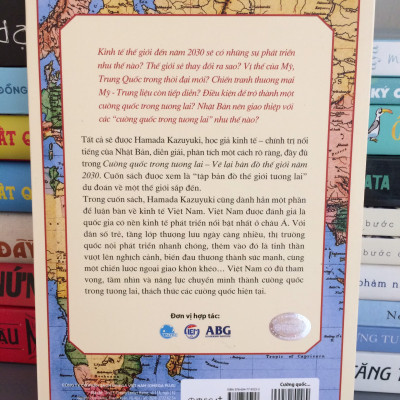 Kinh tế thế giới đến năm 2030 sẽ có những sự phát triển
như thế nào? Thế giới sẽ thay đổi ra sao? Vị thế của Mỹ,
Trung Quốc trong thời đại mới? Chiến tranh thương mại
Mỹ - Trung liệu còn tiếp diễn? Điều kiện để trở thành một
cường quốc trong tương lai? Nhật Bản nên giao thiệp với
các "cường quốc trong tương lai" như thế nào?
Tất cả sẽ được Hamada Kazuyuki, học giả kinh tế – chính trị nổi
tiếng của Nhật Bản, diễn giải, phân tích một cách rõ ràng, đầy đủ
trong Cường quốc trong tương lai – Vẽ lại bản đồ thế giới năm
2030. Cuốn sách được xem là "tập bản đồ thế giới tương lai"
dự đoán về một thế giới sắp đến.
Trong cuốn sách, Hamada Kazuyuki cũng dành hẳn một phần
để luận bàn về kinh tế Việt Nam. Việt Nam được đánh giá là
quốc gia có nền kinh tế phát triển nổi bật nhất ở châu Á. Với
dân số trẻ, tầng lớp thượng lưu ngày càng nhiều, thị trường
quốc nội phát triển nhanh chóng, thêm vào đó là tinh thần
vượt lên nghịch cảnh, biến đau thương thành sức mạnh, cùng
một chiến lược ngoại giao khôn khéo... Việt Nam có đủ tham
vọng, tầm nhìn và năng lực chuyển mình thành cường quốc
trong tương lai, thách thức các cường quốc hiện tại.
Đơn vị hợp tác:
IEF
ABG
Tropic of Capricorn
Cường quốc...